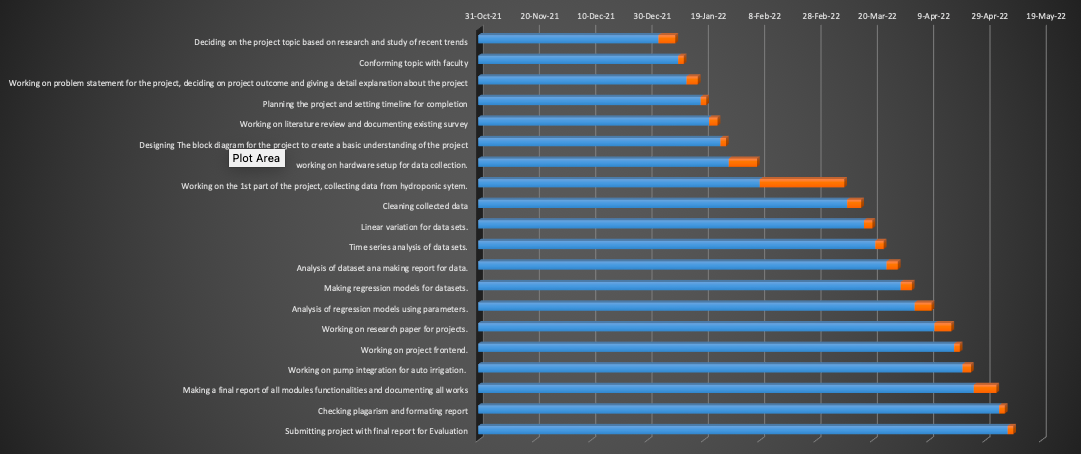 31-Oct-21 20-Nov-21 10-Dec-21 30-Dec-21 19-Jan-22 8-Feb-22 28-Feb-22 20-Mar-22 9-Apr-22 29-Apr-22 19-May-22
Deciding on the project topic based on research and study of recent trends
Conforming topic with faculty
Working on problem statement for the project, deciding on project outcome and giving a detail explanation about the project
Planning the project and setting timeline for completion
Working on literature review and documenting existing survey
Designing The block diagram for the project to create a basic understanding of the project
Plot Area
working on hardware setup for data collection.
Working on the 1st part of the project, collecting data from hydroponic sytem.
Cleaning collected data
Linear variation for data sets.
Time series analysis of data sets.
Analysis of dataset ana making report for data.
Making regression models for datasets.
Analysis of regression models using parameters.
Working on research paper for projects.
Working on project frontend.
Working on pump integration for auto irrigation.
Making a final report of all modules functionalities and documenting all works
Checking plagarism and formating report
Submitting project with final report for Evaluation